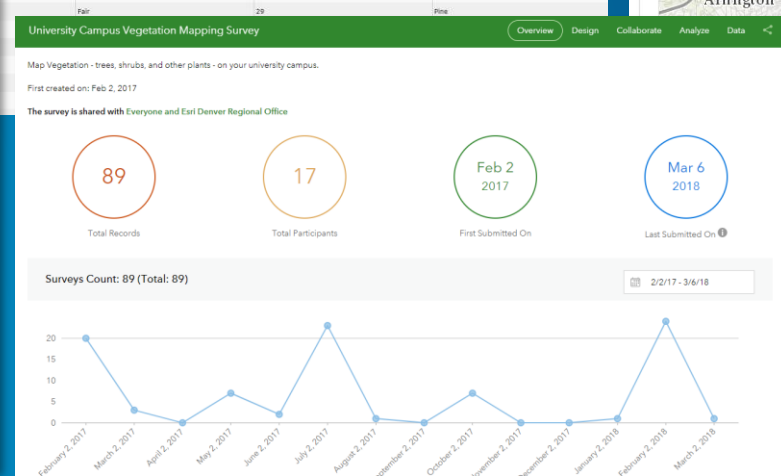 Fair 29 Pine
Arlington
University Campus Vegetation Mapping Survey Overview Design Collaborate Analyze Data
Map Vegetation - trees, shrubs, and other plants - on your university campus.
First created on: Feb 2, 2017
The survey is shared with Everyone and Esri Denver Regional Office
89
Total Records
17
Total Participants
Feb 2
2017
First Submitted On
Mar 6
2018
Last Submitted On
Surveys Count: 89 (Total: 89) 2/2/17 - 3/6/18
20
15
10
5
0
February 2, 2017
March 2, 2017
April 2, 2017
May 2, 2017
June 2, 2017
July 2, 2017
August 2, 2017
September 2, 2017
October 2, 2017
November 2, 2017
December 2, 2017
January 2, 2018
February 2, 2018
March 2, 2018